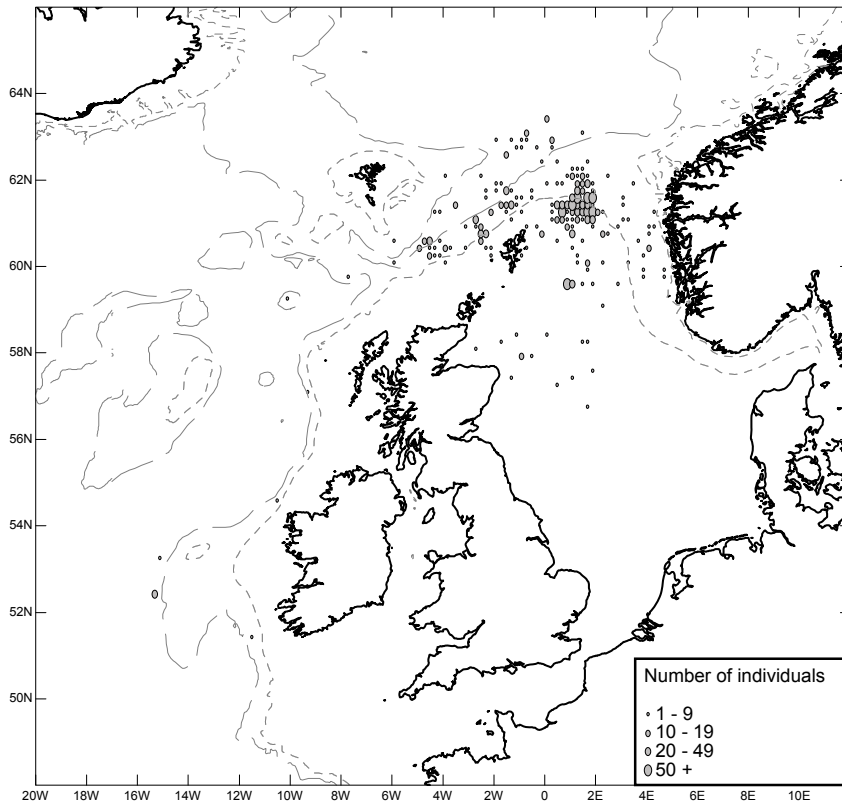 64N
62N
60N
58N
56N
54N
52N
50N
Number of individuals
1 - 9
10 - 19
20 - 49
50 +
20W 18W 16W 14W 12W 10W 8W 6W 4W 2W 0 2E 4E 6E 8E 10E